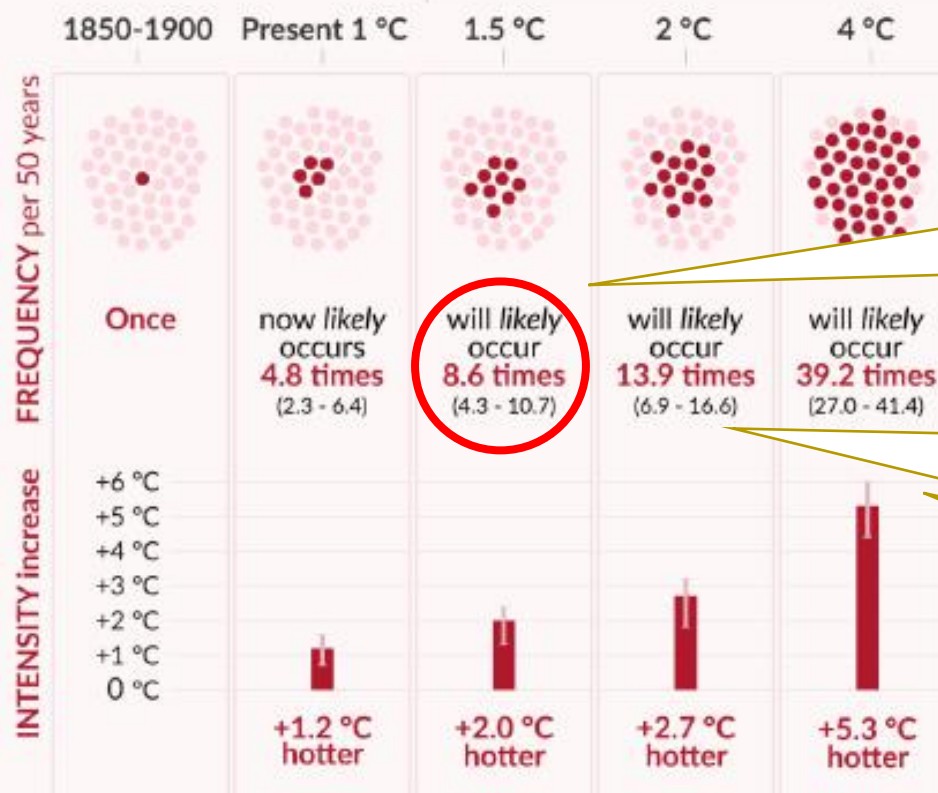 1850-1900 Present 1 °C 1.5 °C 2 °C 4 °C
FREQUENCY per 50 years
Once
now likely
occurs
4.8 times
(2.3 - 6.4)
will likely
occur
8.6 times
(4.3 - 10.7)
will likely
occur
13.9 times
(6.9 - 16.6)
will likely
occur
39.2 times
(27.0 - 41.4)
INTENSITY increase
+6 °C
+5 °C
+4 °C
+3 °C
+2 °C
+1 °C
0 °C
+1.2 °C
hotter
+2.0 °C
hotter
+2.7 °C
hotter
+5.3 °C
hotter